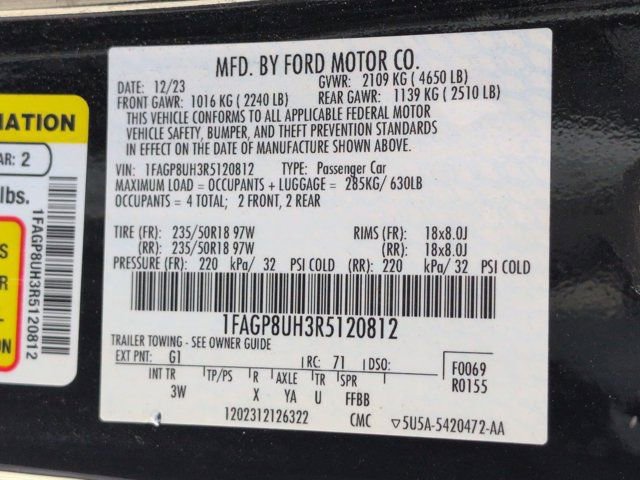 MFD. BY FORD MOTOR CO.
DATE: 12/23 GVWR: 2109 KG ( 4650 LB)
FRONT GAWR: 1016 KG ( 2240 LB) REAR GAWR: 1139 KG ( 2510 LB)
THIS VEHICLE CONFORMS TO ALL APPLICABLE FEDERAL MOTOR
VEHICLE SAFETY, BUMPER, AND THEFT PREVENTION STANDARDS
IN EFFECT ON THE DATE OF MANUFACTURE SHOWN ABOVE.
VIN: 1FAGP8UH3R5120812 TYPE: Passenger Car
MAXIMUM LOAD = OCCUPANTS + LUGGAGE = 285KG/ 630LB
OCCUPANTS = 4 TOTAL; 2 FRONT, 2 REAR
TIRE (FR): 235/50R18 97W RIMS (FR): 18x8.0J
(RR): 235/50R18 97W (RR): 18x8.0J
PRESSURE (FR): 220 kPa/ 32 PSI COLD (RR): 220 kPa/ 32 PSI COLD
1FAGP8UH3R5120812
TRAILER TOWING - SEE OWNER GUIDE
EXT PNT: G1 RC: 71 DSO: F0069
INT TR TP/PS R AXLE TR SPR R0155
3W X YA U FFBB
1202312126322 CMC ▽5U5A-5420472-AA
MATION
AR: 2
lbs.
S
R
ER
ON
1FAGP8UH3R5120812